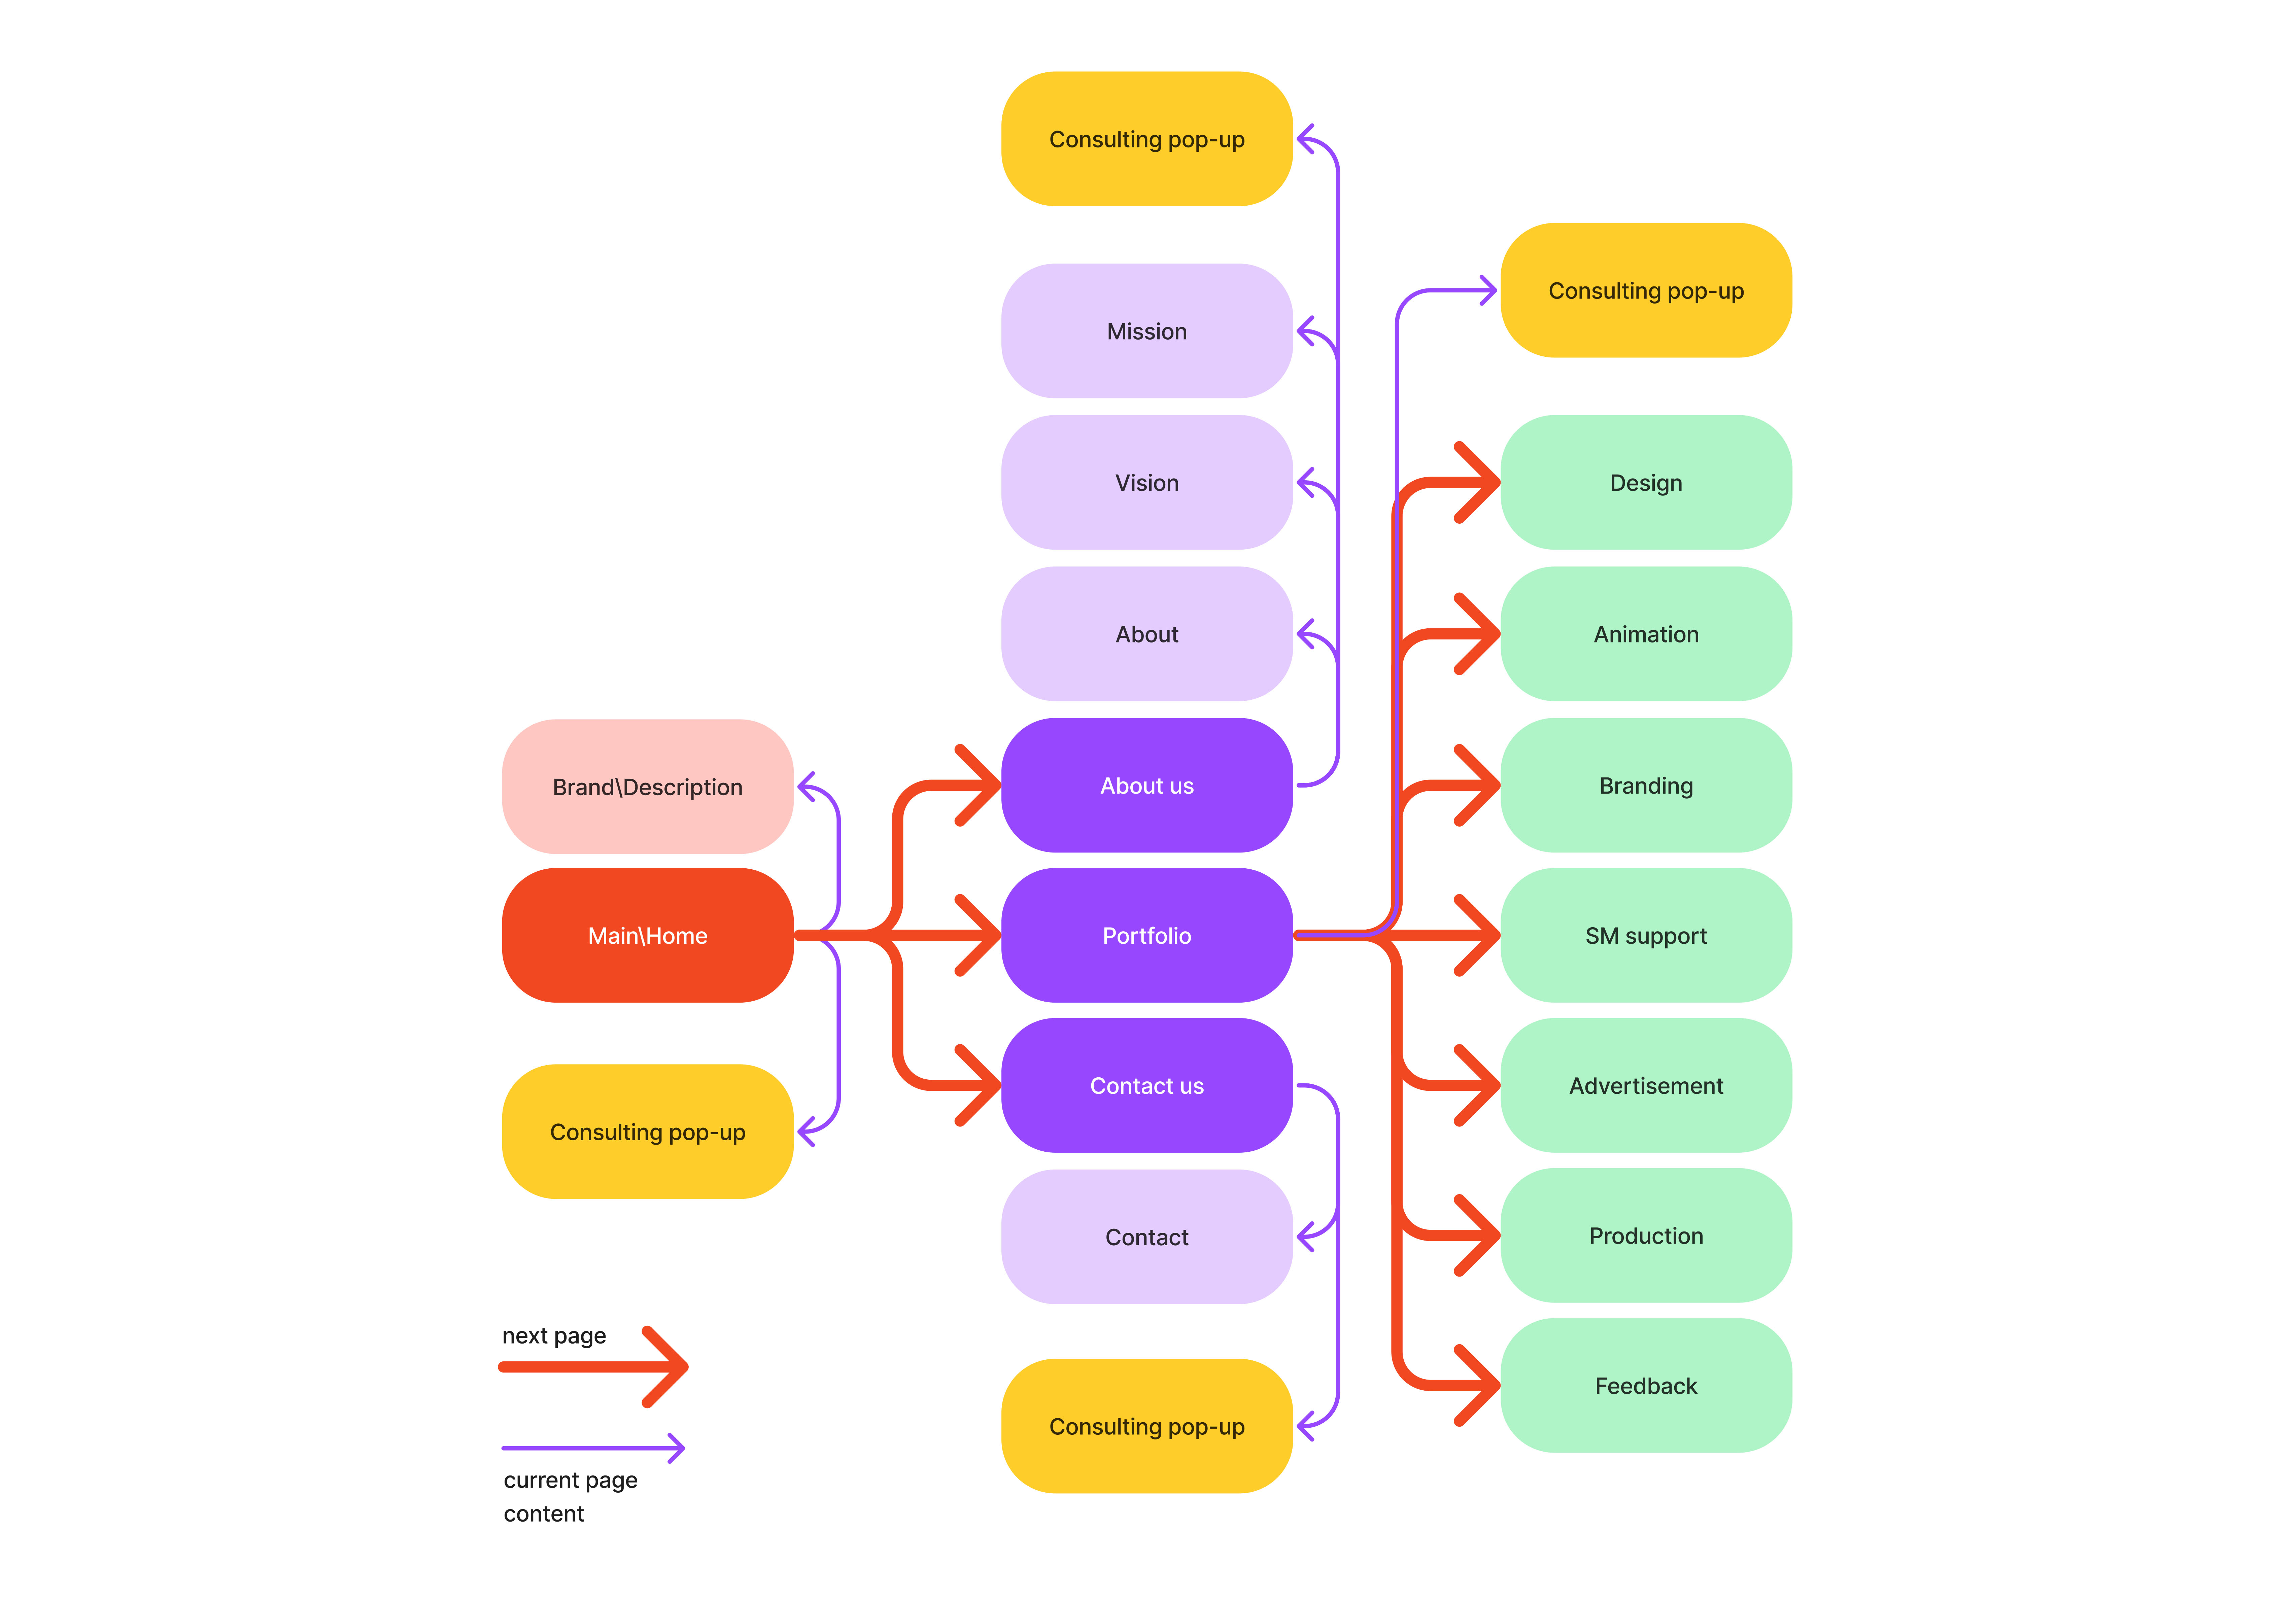 Consulting pop-up
Consulting pop-up
Mission
Vision
Design
About
Animation
Brand\Description
About us
Branding
Main\Home
Portfolio
SM support
Consulting pop-up
Contact us
Advertisement
Contact
Production
next page
Feedback
Consulting pop-up
current page
content